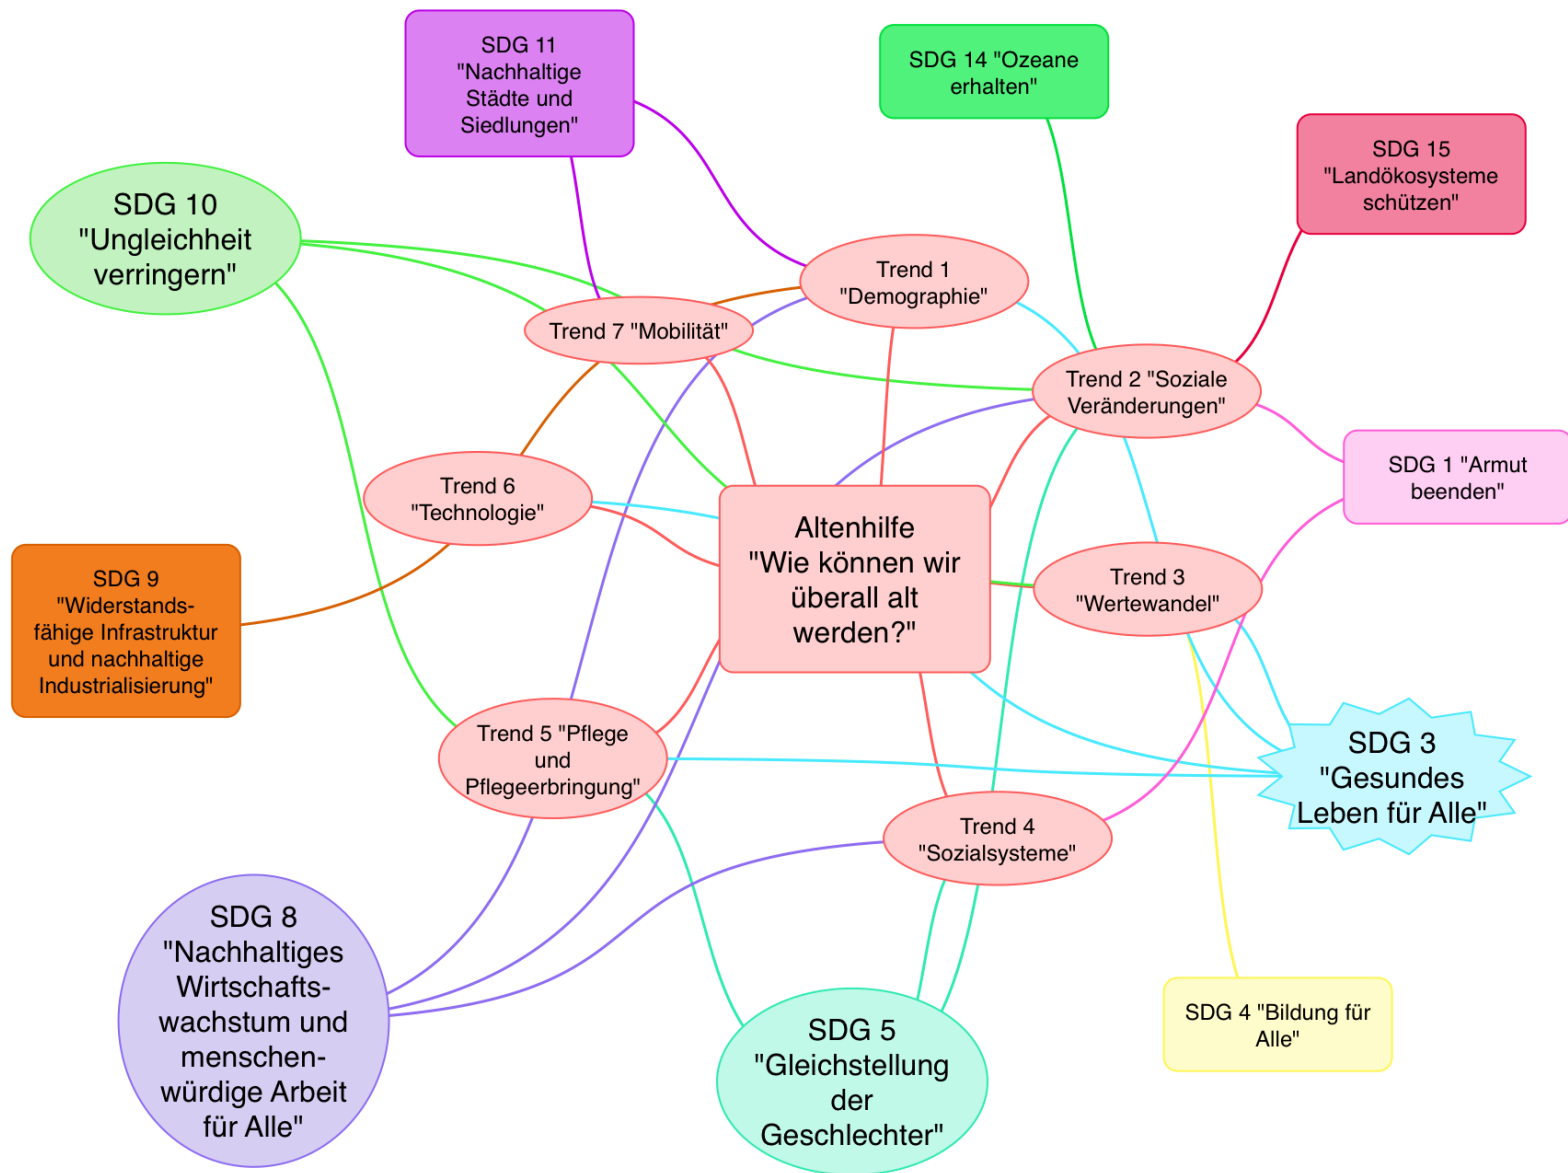 SDG 11
"Nachhaltige
Städte und
Siedlungen"
SDG 14 "Ozeane
erhalten"
SDG 15
"Landökosysteme
schützen"
SDG 10
"Ungleichheit
verringern"
Trend 1
"Demographie"
Trend 7 "Mobilität"
Trend 2 "Soziale
Veränderungen"
SDG 1 "Armut
beenden"
Trend 6
"Technologie"
Altenhilfe
"Wie können wir
überall alt
werden?"
Trend 3
"Wertewandel"
SDG 9
"Widerstands-
fähige Infrastruktur
und nachhaltige
Industrialisierung"
Trend 5 "Pflege
und
Pflegeerbringung"
SDG 3
"Gesundes
Leben für Alle"
Trend 4
"Sozialsysteme"
SDG 8
"Nachhaltiges
Wirtschafts-
wachstum und
menschen-
würdige Arbeit
für Alle"
SDG 5
"Gleichstellung
der
Geschlechter"
SDG 4 "Bildung für
Alle"